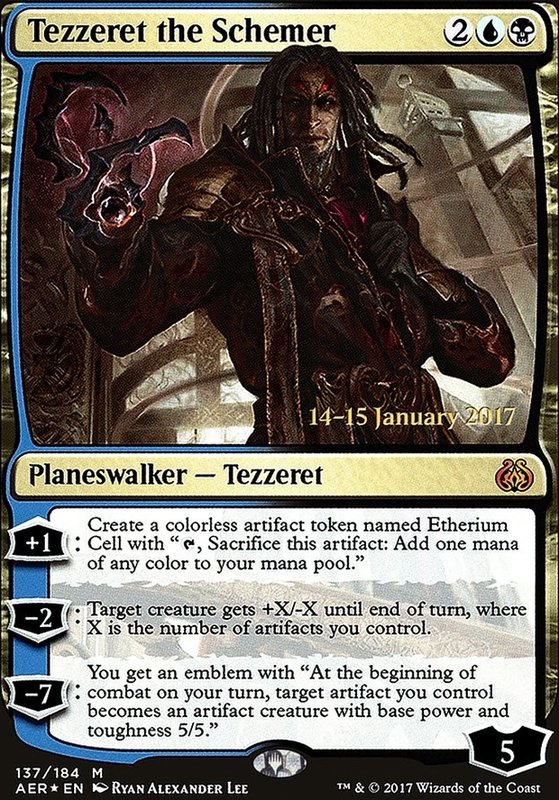 Tezzeret the Schemer 2
14–15 January 2017
Planeswalker — Tezzeret
+1 : Create a colorless artifact token named Etherium
Cell with “, Sacrifice this artifact: Add one mana
of any color to your mana pool.”
−2 : Target creature gets +X/-X until end of turn, where
X is the number of artifacts you control.
−7 : You get an emblem with “At the beginning of
combat on your turn, target artifact you control
becomes an artifact creature with base power and
toughness 5/5.”
5
137/184 M
AER★EN Ryan Alexander Lee
™ & © 2017 Wizards of the Coast